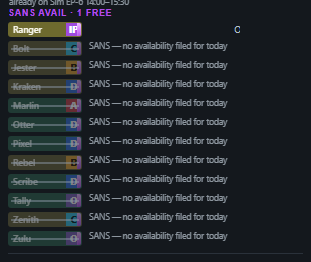 already on Sim EP-6 14:00–15:30
SANS AVAIL · 1 FREE
Ranger IP
Bolt C SANS — no availability filed for today
Jester B SANS — no availability filed for today
Kraken D SANS — no availability filed for today
Marlin A SANS — no availability filed for today
Otter D SANS — no availability filed for today
Pixel D SANS — no availability filed for today
Rebel B SANS — no availability filed for today
Scribe D SANS — no availability filed for today
Tally SANS — no availability filed for today
Zenith C SANS — no availability filed for today
Zulu SANS — no availability filed for today